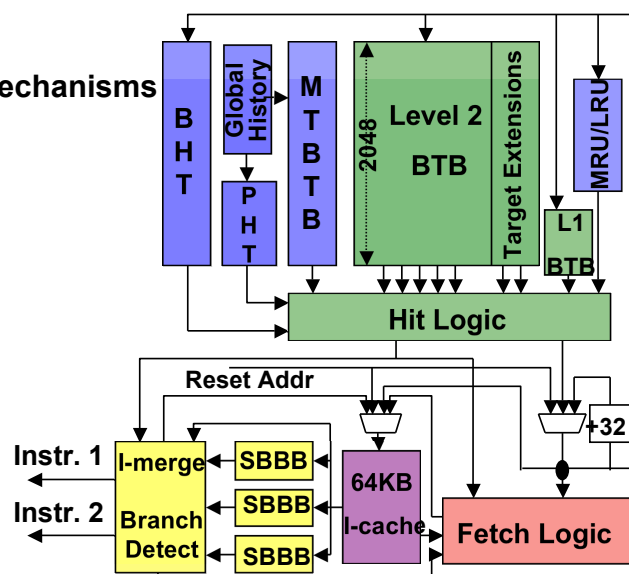 echanisms
B
H
T
Global
History
P
H
T
M
T
B
T
B
2048
Level 2
BTB
Target Extensions
MRU/LRU
L1
BTB
Hit Logic
Reset Addr
+32
Instr. 1
Instr. 2
I-merge
Branch
Detect
SBBB
SBBB
SBBB
64KB
I-cache
Fetch Logic